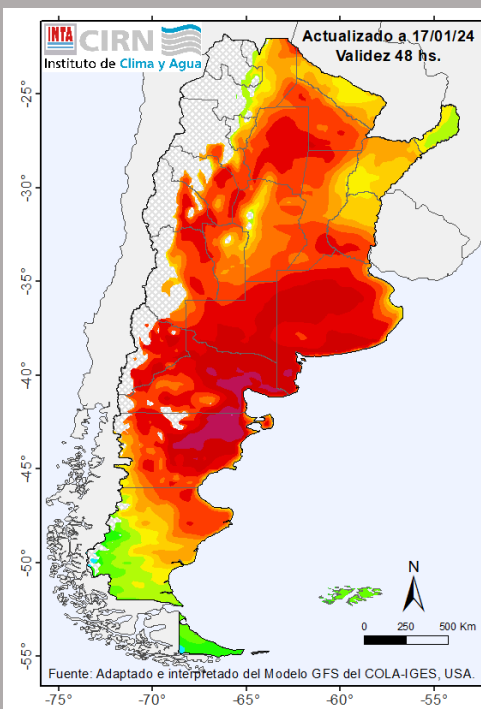 INTA CIRN
Instituto de Clima y Agua
Actualizado a 17/01/24
Validez 48 hs.
-25°
-30°
-35°
-40°
-45°
-50°
-55°
N
0 250 500 Km
Fuente: Adaptado e interpretado del Modelo GFS del COLA-IGES, USA.
-75° -70° -65° -60° -55°